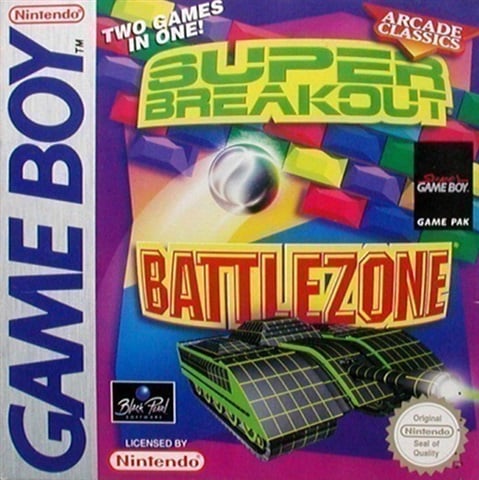 Nintendo
GAME BOY
TM
TWO GAMES
IN ONE!
ARCADE
CLASSICS
SUPER
BREAKOUT
Super
GAME BOY
GAME PAK
BATTLEZONE
Black Pearl
SOFTWARE
LICENSED BY
Nintendo
Original
Nintendo
Seal of
Quality